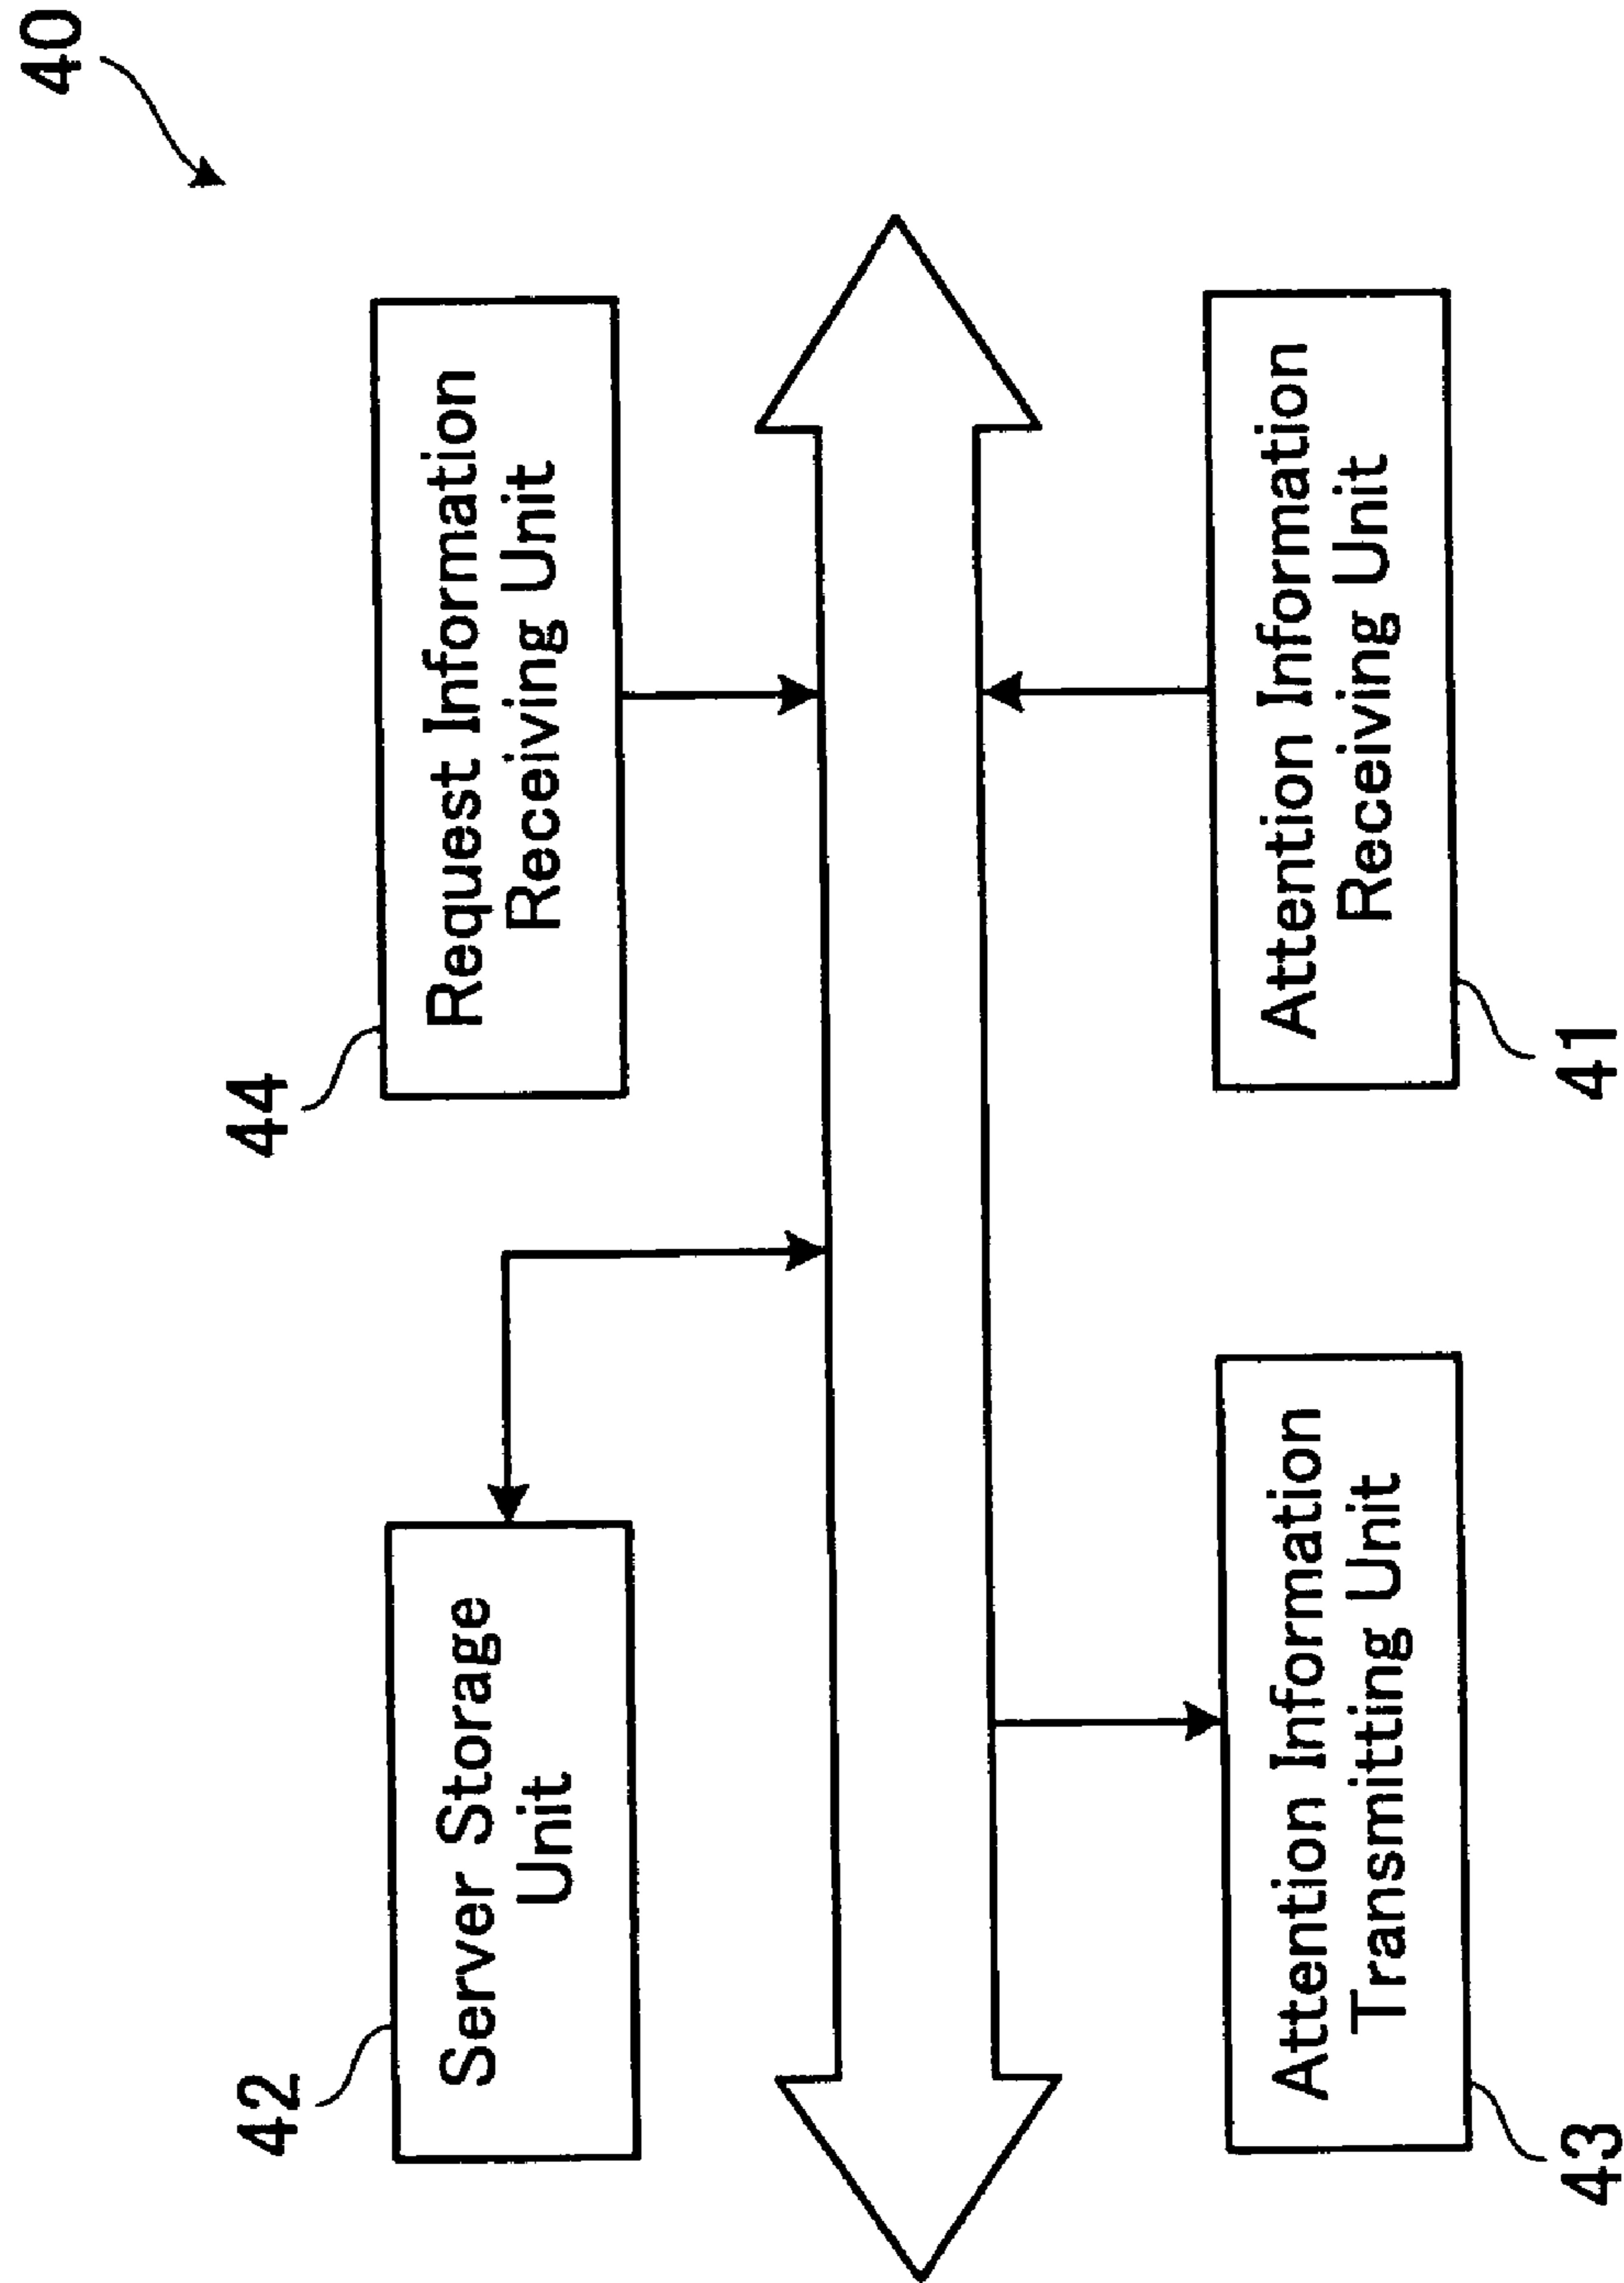 40
42
Server Storage
Unit
44
Request Information
Receiving Unit
Attention Information
Transmitting Unit
43
Attention Information
Receiving Unit
41